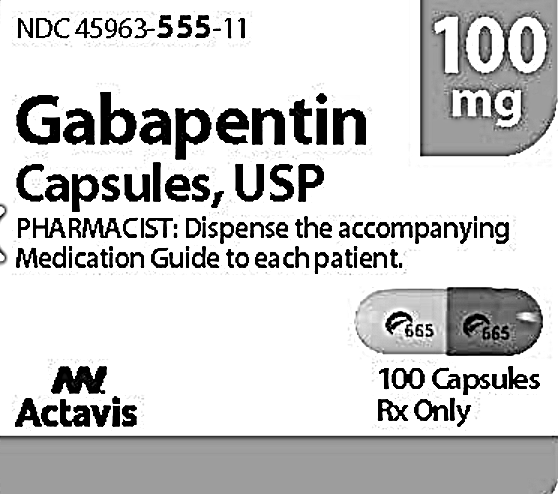 NDC 45963-555-11
100
mg
Gabapentin
Capsules, USP
PHARMACIST: Dispense the accompanying
Medication Guide to each patient.
665 665
100 Capsules
Rx Only
Actavis